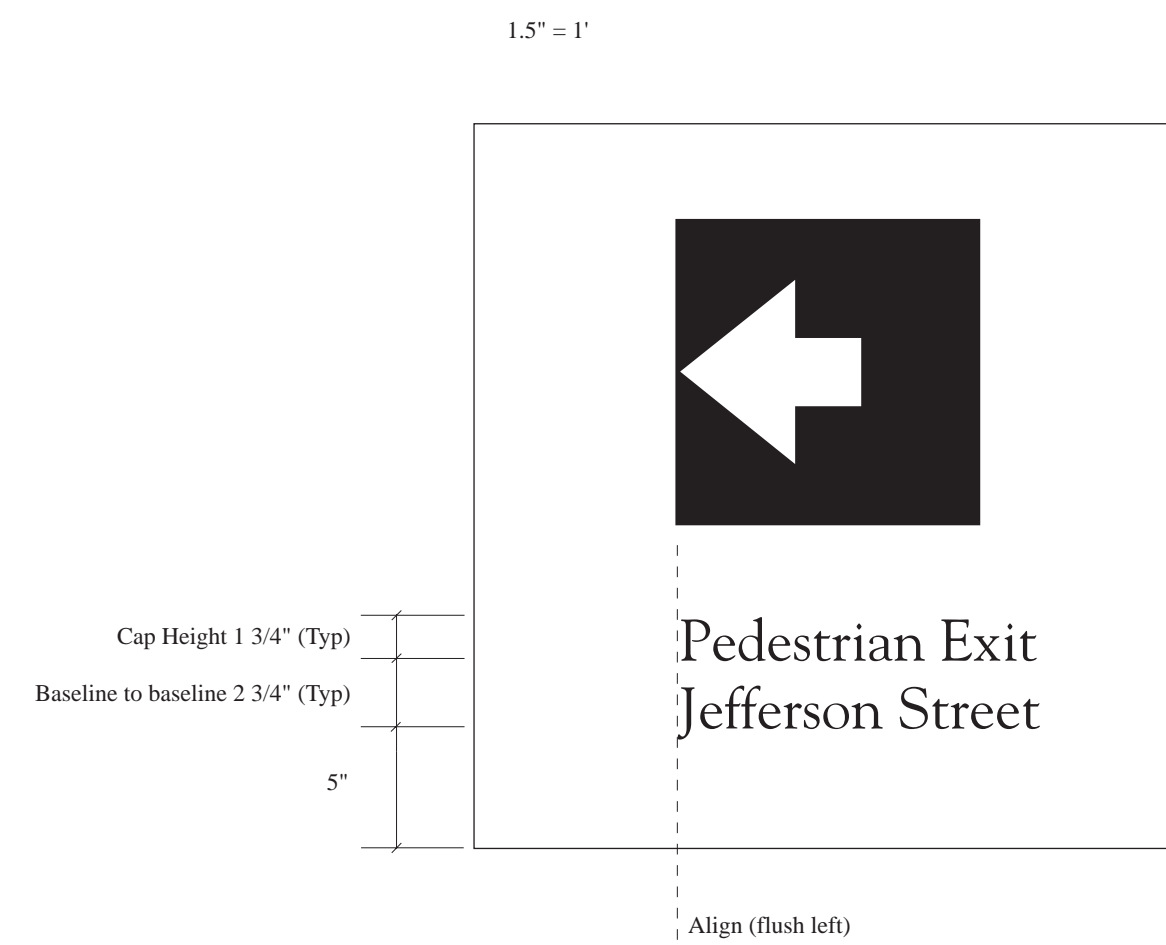 1.5" = 1'
Cap Height 1 3/4" (Typ)
Pedestrian Exit
Baseline to baseline 2 3/4" (Typ)
Jefferson Street
5"
Align (flush left)